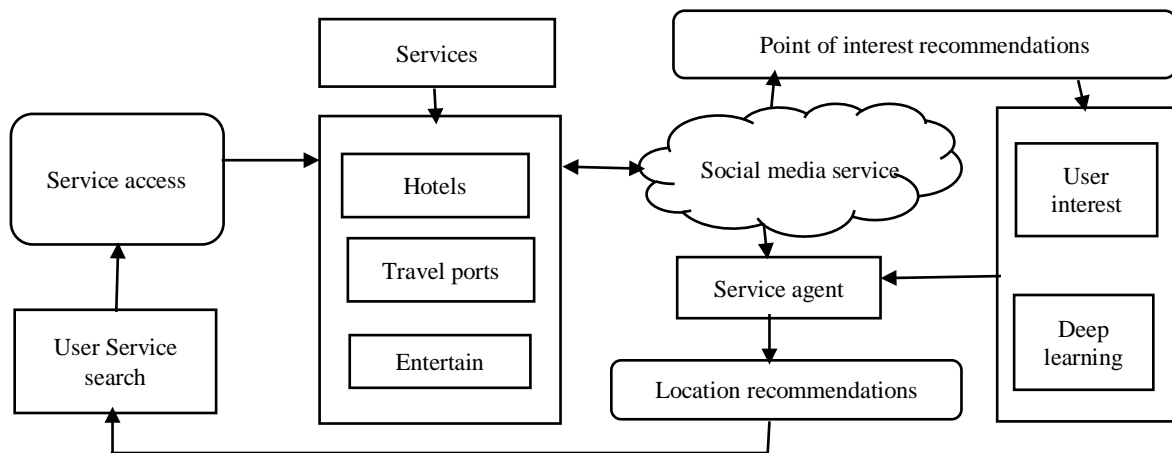 Services
Point of interest recommendations
Service access
Hotels
Social media service
User
interest
Travel ports
Service agent
User Service
search
Entertain
Deep
learning
Location recommendations